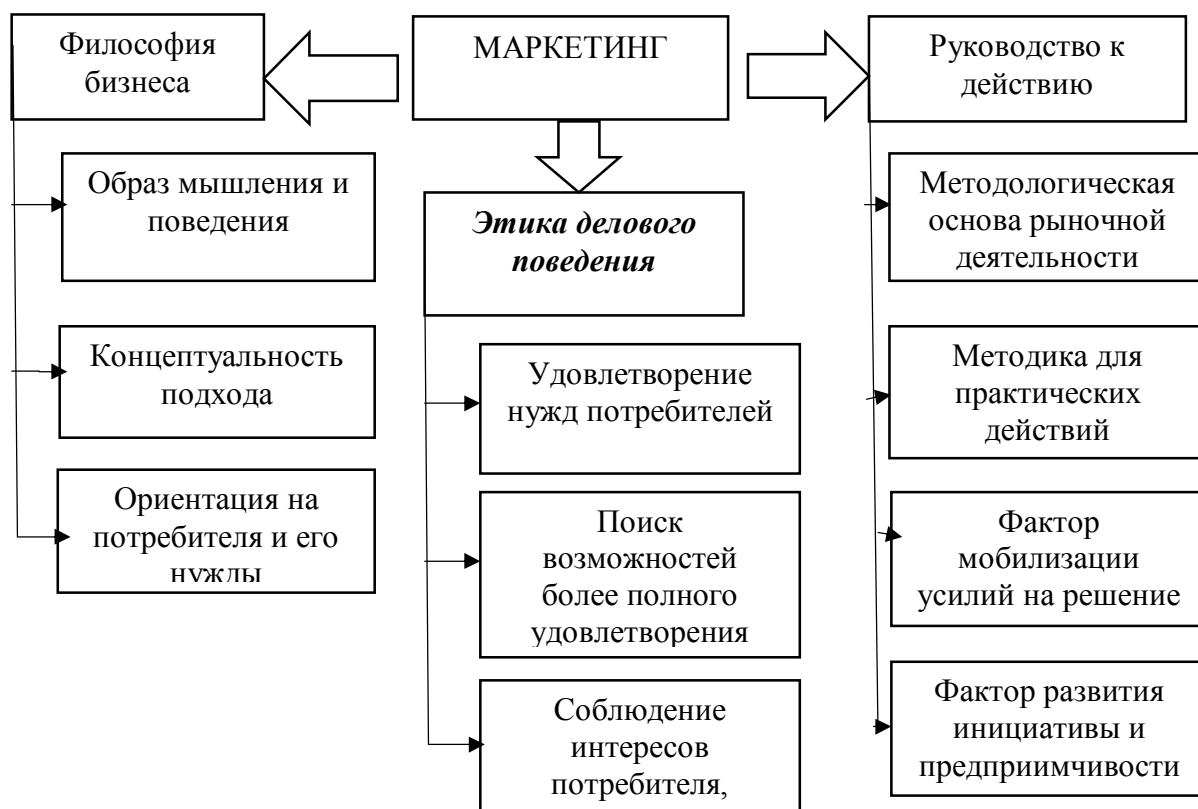 МАРКЕТИНГ
Философия
бизнеса
Образ мышления и
поведения
Концептуальность
подхода
Ориентация на
потребителя и его
нужды
Этика делового
поведения
Удовлетворение
нужд потребителей
Поиск
возможностей
более полного
удовлетворения
Соблюдение
интересов
потребителя,
Руководство к
действию
Методологическая
основа рыночной
деятельности
Методика для
практических
действий
Фактор
мобилизации
усилий на решение
Фактор развития
инициативы и
предприимчивости